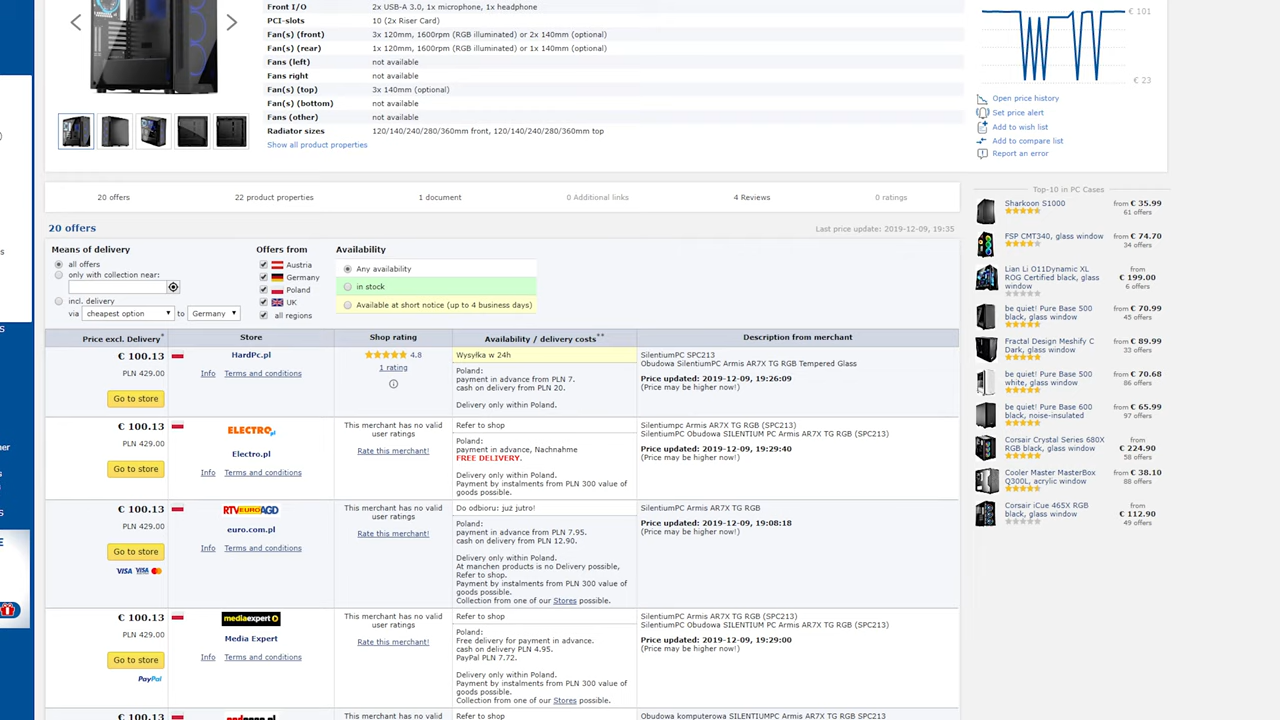 Front I/O 2x USB-A 3.0, 1x microphone, 1x headphone
PCI-slots 10 (2x Riser Card)
Fan(s) (front) 3x 120mm, 1600rpm (RGB illuminated) or 2x 140mm (optional)
Fan(s) (rear) 1x 120mm, 1600rpm (RGB illuminated) or 1x 140mm (optional)
Fans (left) not available
Fans right not available
Fan(s) (top) 3x 140mm (optional)
Fan(s) (bottom) not available
Fans (other) not available
Radiator sizes 120/140/240/280/360mm front, 120/140/240/280/360mm top
Show all product properties
€ 101
€ 23
Open price history
Set price alert
Add to wish list
Add to compare list
Report an error
20 offers 22 product properties 1 document 0 Additional links 4 Reviews 0 ratings
20 offers
Last price update: 2019-12-09, 19:35
Means of delivery
all offers
only with collection near:
incl. delivery
via cheapest option to Germany
Offers from
Austria
Germany
Poland
UK
all regions
Availability
Any availability
in stock
Available at short notice (up to 4 business days)
Price excl. Delivery* Store Shop rating Availability / delivery costs** Description from merchant
€ 100.13
PLN 429.00
Go to store
HardPc.pl
Info Terms and conditions
4.8
1 rating
Wysyłka w 24h
Poland:
payment in advance from PLN 7.
cash on delivery from PLN 20.
Delivery only within Poland.
SilentiumPC SPC213
Obudowa SilentiumPC Armis AR7X TG RGB Tempered Glass
Price updated: 2019-12-09, 19:26:09
(Price may be higher now!)
€ 100.13
PLN 429.00
Go to store
ELECTRO.pl
Electro.pl
Info Terms and conditions
This merchant has no valid
user ratings
Rate this merchant!
Refer to shop
Poland:
payment in advance, Nachnahme
FREE DELIVERY.
Delivery only within Poland.
Payment by instalments from PLN 300 value of
goods possible.
Silentiumpc Armis AR7X TG RGB (SPC213)
SilentumPC Obudowa SILENTIUM PC Armis AR7X TG RGB (SPC213)
Price updated: 2019-12-09, 19:29:40
(Price may be higher now!)
€ 100.13
PLN 429.00
Go to store
VISA VISA
RTV EURO AGD
euro.com.pl
Info Terms and conditions
This merchant has no valid
user ratings
Rate this merchant!
Do odbioru: już jutro!
Poland:
payment in advance from PLN 7.95.
cash on delivery from PLN 12.90.
Delivery only within Poland.
At manchen products is no Delivery possible,
Refer to shop.
Payment by instalments from PLN 300 value of
goods possible.
Collection from one of our Stores possible.
SilentiumPC Armis AR7X TG RGB
Price updated: 2019-12-09, 19:08:18
(Price may be higher now!)
€ 100.13
PLN 429.00
Go to store
PayPal
mediaexpert
Media Expert
Info Terms and conditions
This merchant has no valid
user ratings
Rate this merchant!
Refer to shop
Poland:
Free delivery for payment in advance.
cash on delivery PLN 4.95.
PayPal PLN 7.72.
Delivery only within Poland.
Payment by instalments from PLN 300 value of
goods possible.
Collection from one of our Stores possible.
SilentiumPC Armis AR7X TG RGB (SPC213)
SilentumPC Obudowa SILENTIUM PC Armis AR7X TG RGB (SPC213)
Price updated: 2019-12-09, 19:29:00
(Price may be higher now!)
€ 100.13
This merchant has no valid
Refer to shop
Obudowa komputerowa SILENTIUMPC Armis AR7X TG RGB (SPC213)
Top-10 in PC Cases
Sharkoon S1000 from € 35.99
61 offers
FSP CMT340, glass window from € 74.70
34 offers
Lian Li O11Dynamic XL
ROG Certified black, glass
window
from
€ 199.00
6 offers
be quiet! Pure Base 500
black, glass window
from € 70.99
45 offers
Fractal Design Meshify C
Dark, glass window
from € 89.99
33 offers
be quiet! Pure Base 500
white, glass window
from € 70.68
86 offers
be quiet! Pure Base 600
black, noise-insulated
from € 65.99
97 offers
Corsair Crystal Series 680X
RGB black, glass window
from
€ 224.90
58 offers
Cooler Master MasterBox
Q300L, acrylic window
from € 38.10
88 offers
Corsair iCue 465X RGB
black, glass window
from
€ 112.90
49 offers